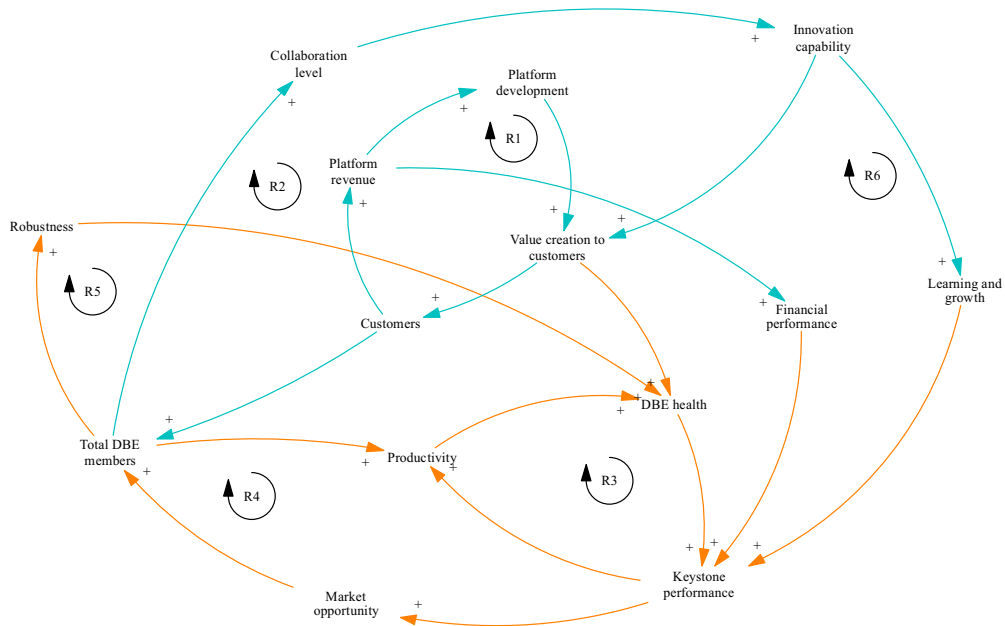 Innovation
capability
+
Collaboration
level
+
Platform
development
+
R1
Platform
revenue
+
R2
R6
Robustness
+
+
+
Value creation to
customers
+
Learning and
growth
R5
+
Customers
+
Financial
performance
+
+
DBE health
+
+
Total DBE
members
+
+
Productivity
+
R4
R3
+
+
+
Keystone
performance
Market
opportunity
+